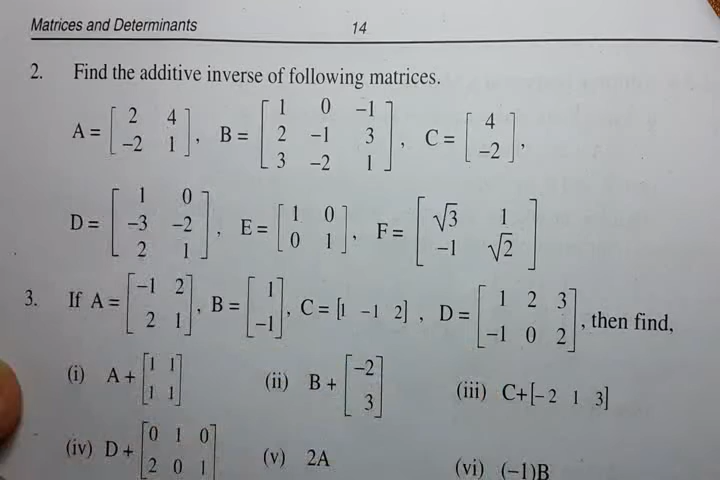 Matrices and Determinants 14
2. Find the additive inverse of following matrices.
A = [2 4; -2 1], B = [1 0 -1; 2 -1 3; 3 -2 1], C = [4; -2],
D = [1 0; -3 -2; 2 1], E = [1 0; 0 1], F = [√3 1; -1 √2]
3. If A = [-1 2; 2 1], B = [1; -1], C = [1 -1 2], D = [1 2 3; -1 0 2], then find,
(i) A + [1 1; 1 1] (ii) B + [-2; 3] (iii) C+[-2 1 3]
(iv) D + [0 1 0; 2 0 1] (v) 2A (vi) (-1)B